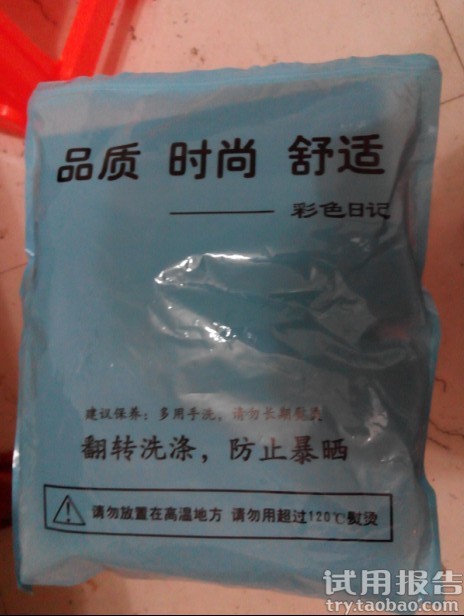 品质 时尚 舒适
——— 彩色日记
建议保养：多用手洗，请勿长期熨烫
翻转洗涤，防止暴晒
请勿放置在高温地方 请勿用超过120℃熨烫
试用报告
try.taobao.com